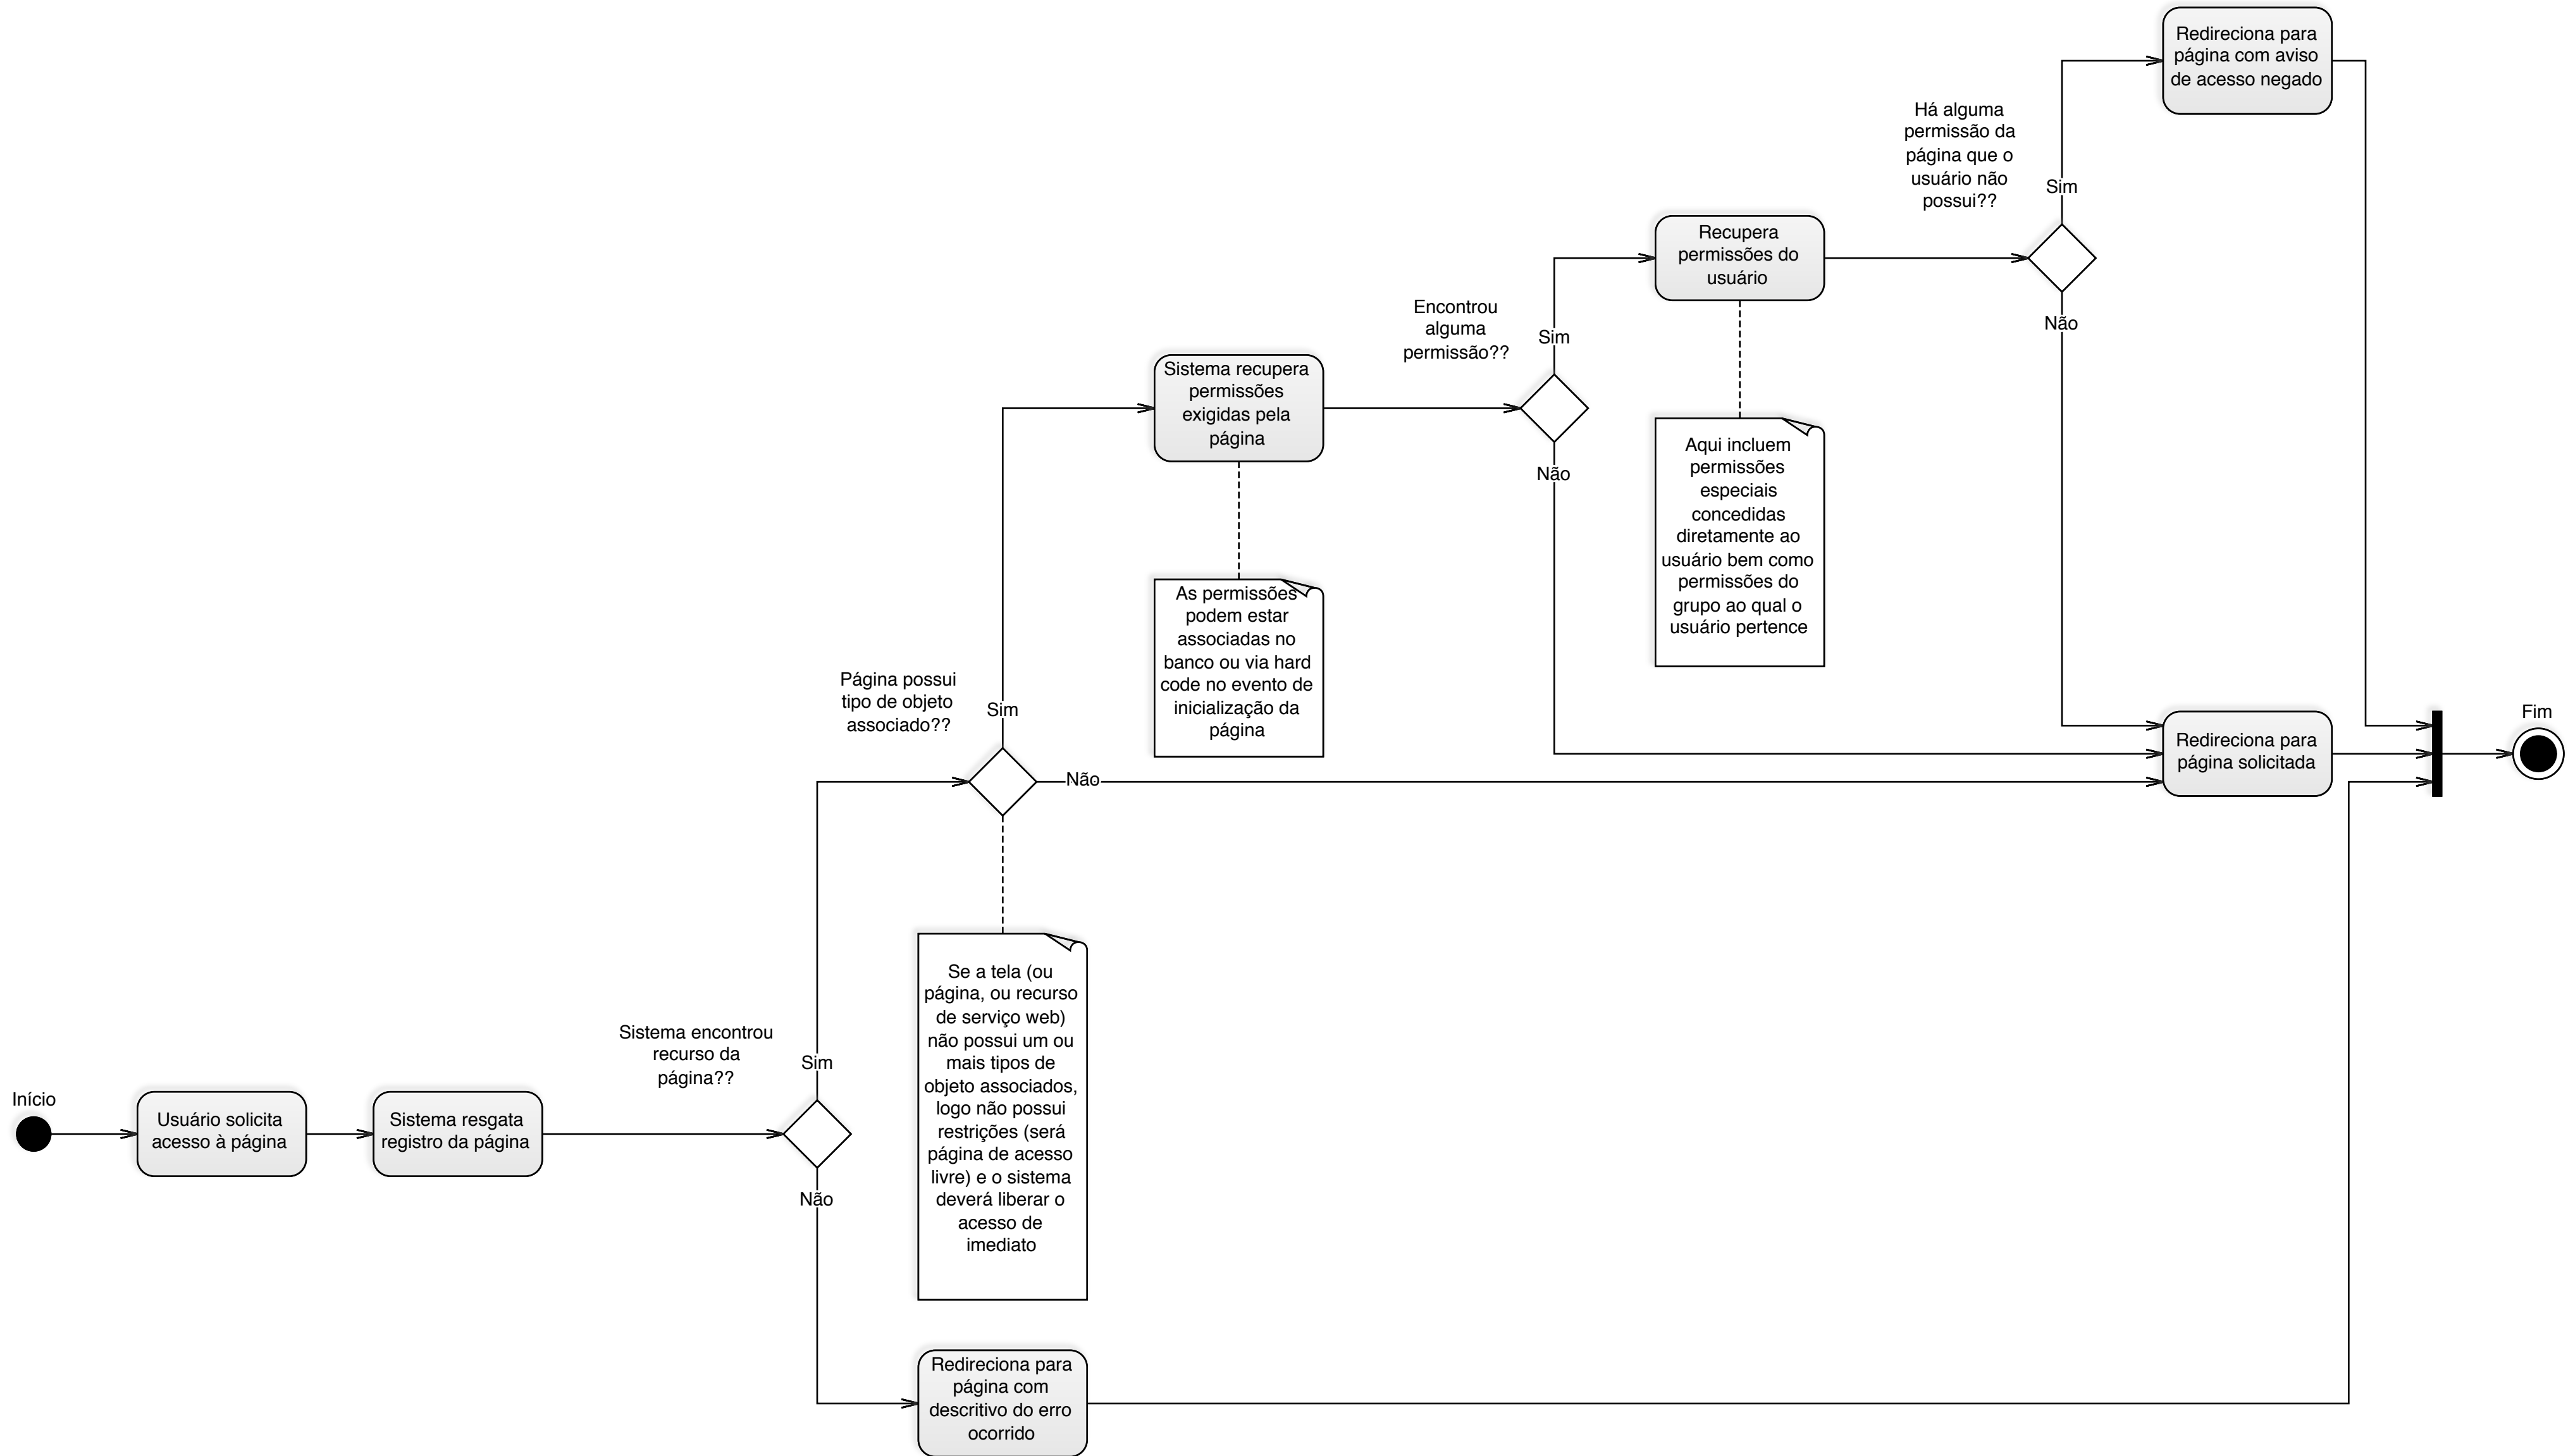 Início
Usuário solicita
acesso à página
Sistema resgata
registro da página
Sistema encontrou
recurso da
página??
Sim
Não
Redireciona para
página com
descritivo do erro
ocorrido
Página possui
tipo de objeto
associado??
Sim
Não
Se a tela (ou
página, ou recurso
de serviço web)
não possui um ou
mais tipos de
objeto associados,
logo não possui
restrições (será
página de acesso
livre) e o sistema
deverá liberar o
acesso de
imediato
Sistema recupera
permissões
exigidas pela
página
As permissões
podem estar
associadas no
banco ou via hard
code no evento de
inicialização da
página
Encontrou
alguma
permissão??
Sim
Não
Recupera
permissões do
usuário
Aqui incluem
permissões
especiais
concedidas
diretamente ao
usuário bem como
permissões do
grupo ao qual o
usuário pertence
Há alguma
permissão da
página que o
usuário não
possui??
Sim
Não
Redireciona para
página com aviso
de acesso negado
Redireciona para
página solicitada
Fim